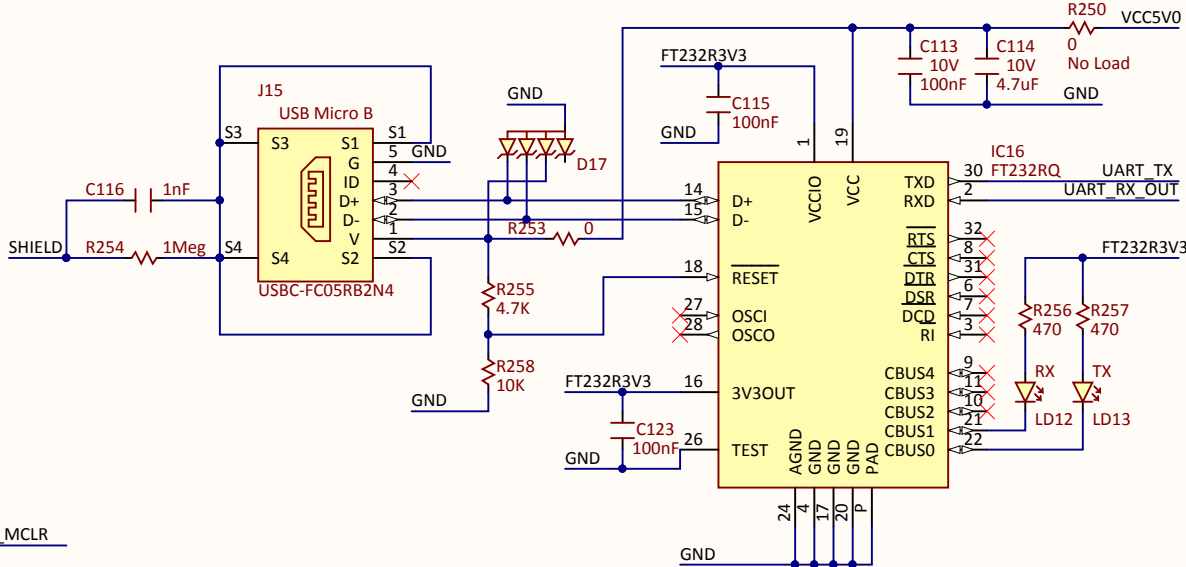 R250
VCC5V0
0
No Load
C113
10V
100nF
C114
10V
4.7uF
GND
FT232R3V3
C115
100nF
GND
GND
D17
J15
USB Micro B
S3
S3
S1
S1
G
5
GND
ID
4
D+
3
D-
2
V
1
S4
S4
S2
S2
USBC-FC05RB2N4
C116
1nF
SHIELD
R254
1Meg
R253
0
R255
4.7K
R258
10K
GND
1
19
VCCIO
VCC
IC16
FT232RQ
14
D+
15
D-
18
RESET
27
OSCI
28
OSCO
FT232R3V3
16
3V3OUT
C123
100nF
26
TEST
GND
TXD
30
UART_TX
RXD
2
UART_RX_OUT
RTS
32
CTS
8
DTR
31
DSR
6
DCD
7
RI
3
CBUS4
9
CBUS3
11
CBUS2
10
CBUS1
21
CBUS0
22
FT232R3V3
R256
470
R257
470
RX
LD12
TX
LD13
AGND
GND
GND
GND
PAD
24
4
17
20
P
GND
_MCLR